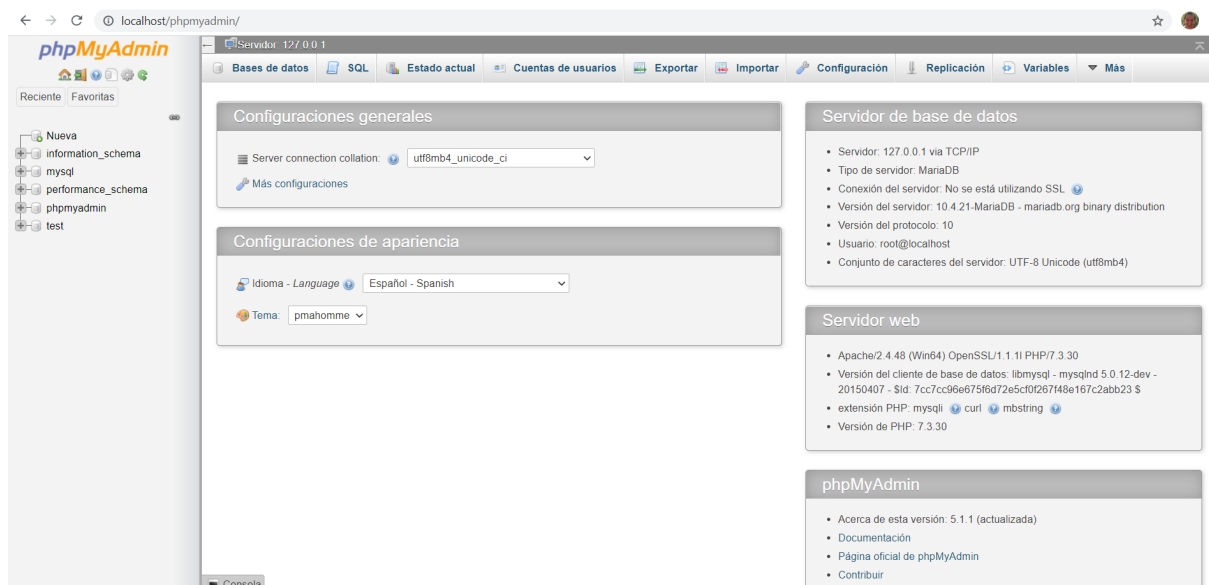 localhost/phpmyadmin/
phpMyAdmin
Reciente Favoritas
Nueva
information_schema
mysql
performance_schema
phpmyadmin
test
Servidor: 127.0.0.1
Bases de datos SQL Estado actual Cuentas de usuarios Exportar Importar Configuración Replicación Variables Más
Configuraciones generales
Server connection collation: utf8mb4_unicode_ci
Más configuraciones
Configuraciones de apariencia
Idioma - Language Español - Spanish
Tema: pmahomme
Servidor de base de datos
• Servidor: 127.0.0.1 via TCP/IP
• Tipo de servidor: MariaDB
• Conexión del servidor: No se está utilizando SSL
• Versión del servidor: 10.4.21-MariaDB - mariadb.org binary distribution
• Versión del protocolo: 10
• Usuario: root@localhost
• Conjunto de caracteres del servidor: UTF-8 Unicode (utf8mb4)
Servidor web
• Apache/2.4.48 (Win64) OpenSSL/1.1.1l PHP/7.3.30
• Versión del cliente de base de datos: libmysql - mysqlnd 5.0.12-dev -
20150407 - $Id: 7cc7cc96e675f6d72e5cf0f267f48e167c2abb23 $
• extensión PHP: mysqli curl mbstring
• Versión de PHP: 7.3.30
phpMyAdmin
• Acerca de esta versión: 5.1.1 (actualizada)
• Documentación
• Página oficial de phpMyAdmin
• Contribuir
Consola